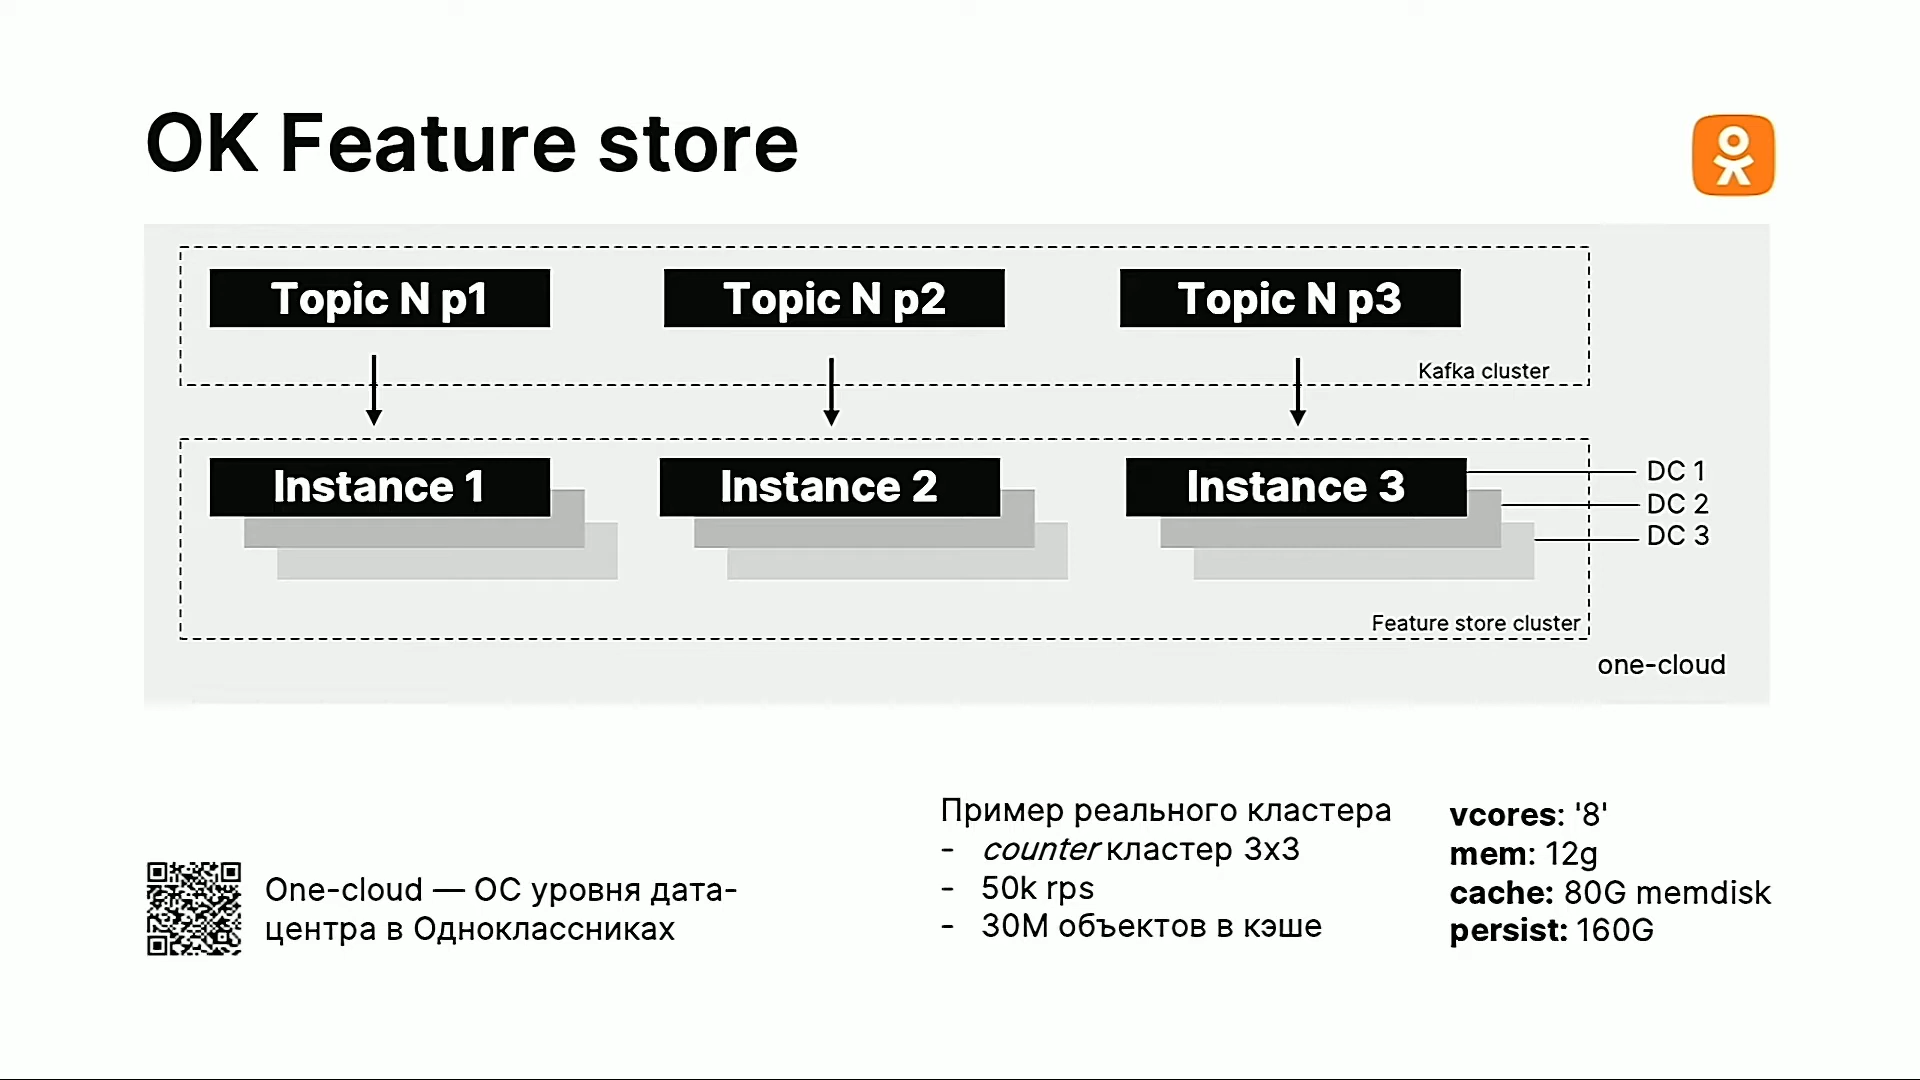 OK Feature store
Topic N p1
Topic N p2
Topic N p3
Kafka cluster
Instance 1
Instance 2
Instance 3
DC 1
DC 2
DC 3
Feature store cluster
one-cloud
One-cloud — ОС уровня дата-
центра в Одноклассниках
Пример реального кластера
- counter кластер 3x3
- 50k rps
- 30M объектов в кэше
vcores: '8'
mem: 12g
cache: 80G memdisk
persist: 160G